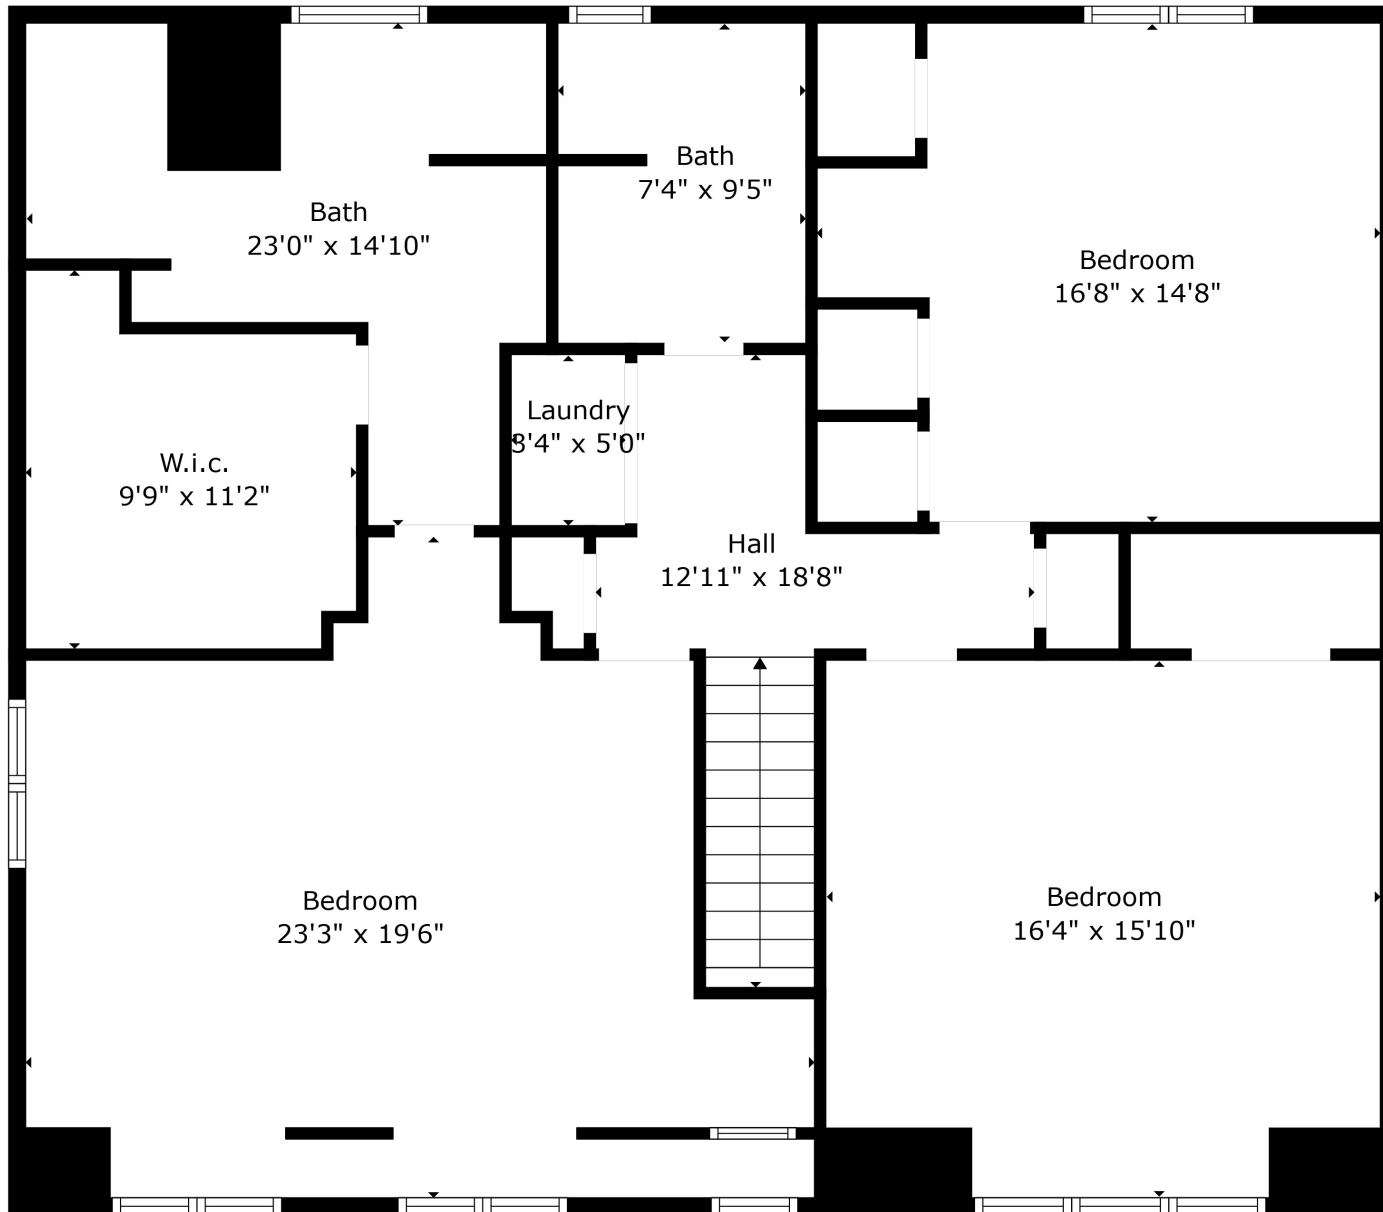 Bath
7'4" x 9'5"
Bath
23'0" x 14'10"
Bedroom
16'8" x 14'8"
Laundry
3'4" x 5'0"
W.i.c.
9'9" x 11'2"
Hall
12'11" x 18'8"
Bedroom
23'3" x 19'6"
Bedroom
16'4" x 15'10"